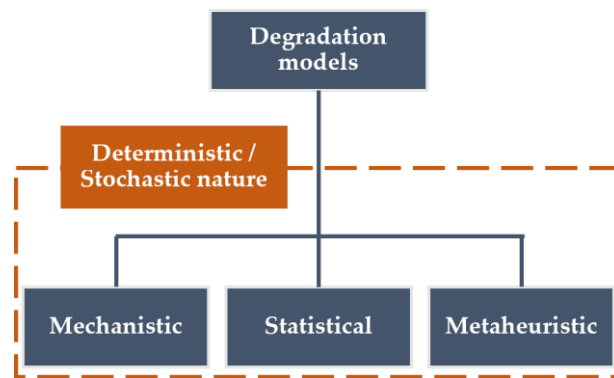 Degradation
models
Deterministic /
Stochastic nature
Mechanistic
Statistical
Metaheuristic